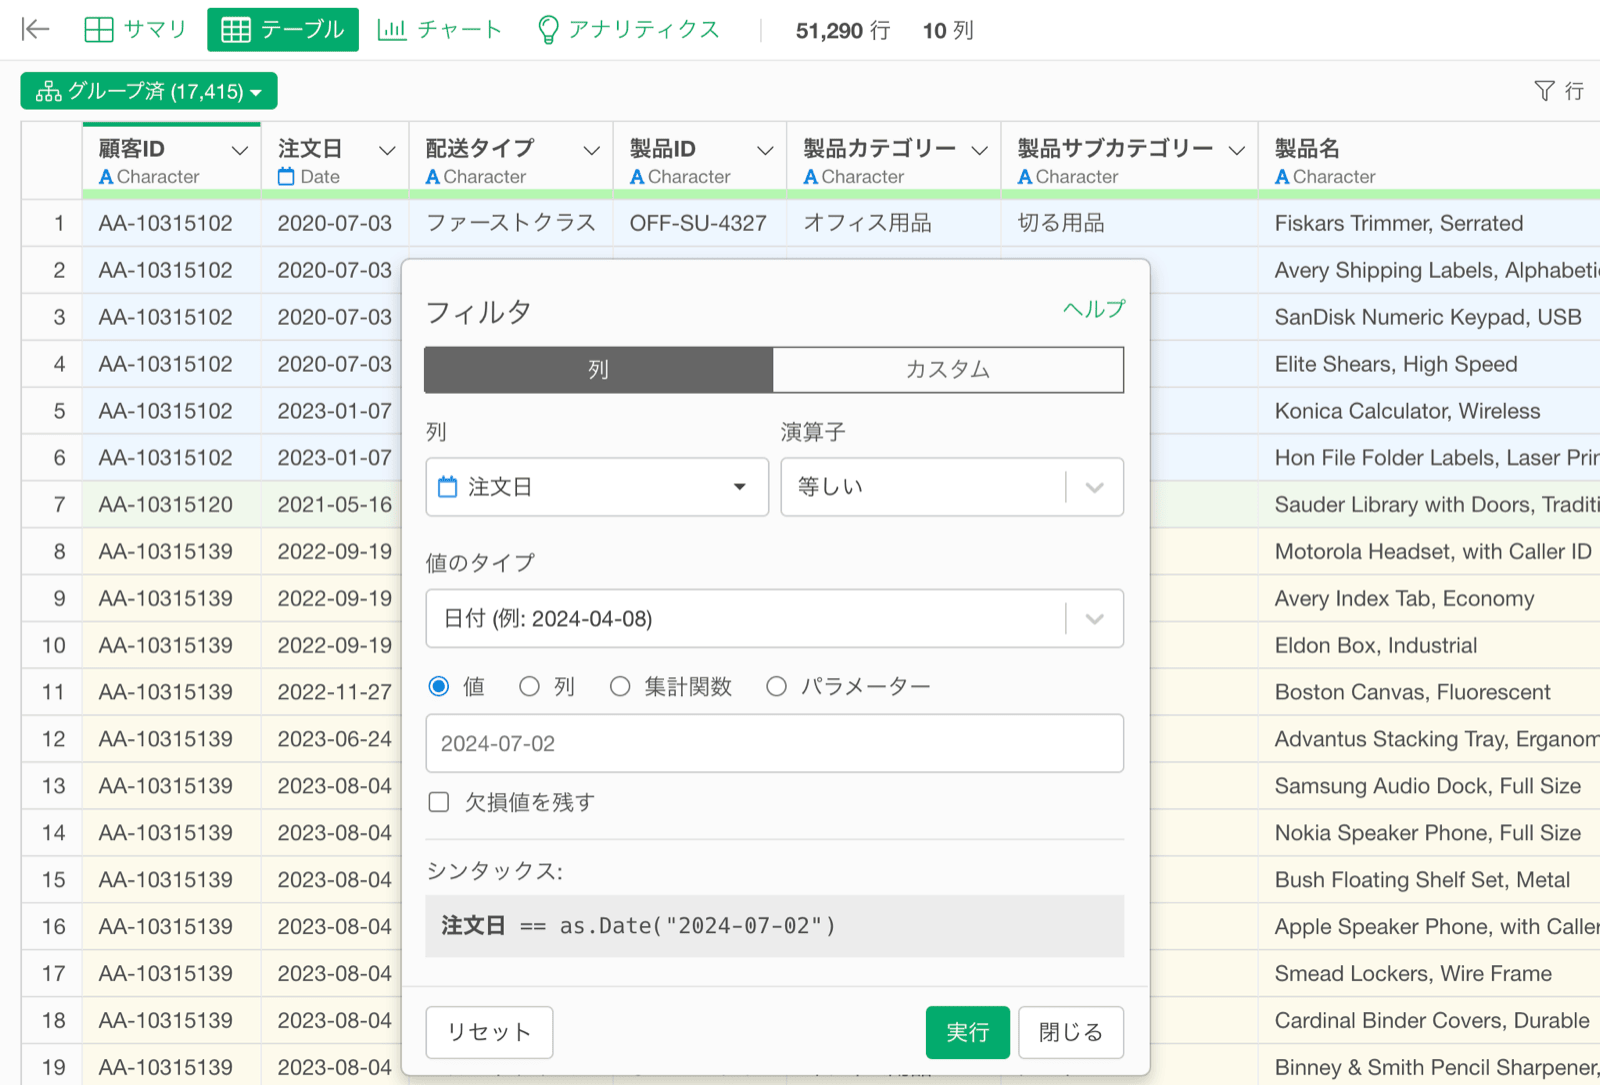 サマリ テーブル チャート アナリティクス 51,290 行 10 列
グループ済 (17,415) 行
顧客ID 注文日 配送タイプ 製品ID 製品カテゴリー 製品サブカテゴリー 製品名
Character Date Character Character Character Character Character
1 AA-10315102 2020-07-03 ファーストクラス OFF-SU-4327 オフィス用品 切る用品 Fiskars Trimmer, Serrated
2 AA-10315102 2020-07-03 Avery Shipping Labels, Alphabeti
3 AA-10315102 2020-07-03 SanDisk Numeric Keypad, USB
4 AA-10315102 2020-07-03 Elite Shears, High Speed
5 AA-10315102 2023-01-07 Konica Calculator, Wireless
6 AA-10315102 2023-01-07 Hon File Folder Labels, Laser Prin
7 AA-10315120 2021-05-16 Sauder Library with Doors, Traditi
8 AA-10315139 2022-09-19 Motorola Headset, with Caller ID
9 AA-10315139 2022-09-19 Avery Index Tab, Economy
10 AA-10315139 2022-09-19 Eldon Box, Industrial
11 AA-10315139 2022-11-27 Boston Canvas, Fluorescent
12 AA-10315139 2023-06-24 Advantus Stacking Tray, Erganom
13 AA-10315139 2023-08-04 Samsung Audio Dock, Full Size
14 AA-10315139 2023-08-04 Nokia Speaker Phone, Full Size
15 AA-10315139 2023-08-04 Bush Floating Shelf Set, Metal
16 AA-10315139 2023-08-04 Apple Speaker Phone, with Caller
17 AA-10315139 2023-08-04 Smead Lockers, Wire Frame
18 AA-10315139 2023-08-04 Cardinal Binder Covers, Durable
19 AA-10315139 2023-08-04 Binney & Smith Pencil Sharpener,
フィルタ ヘルプ
列 カスタム
列 演算子
注文日 等しい
値のタイプ
日付 (例: 2024-04-08)
値 列 集計関数 パラメーター
2024-07-02
欠損値を残す
シンタックス:
注文日 == as.Date("2024-07-02")
リセット 実行 閉じる